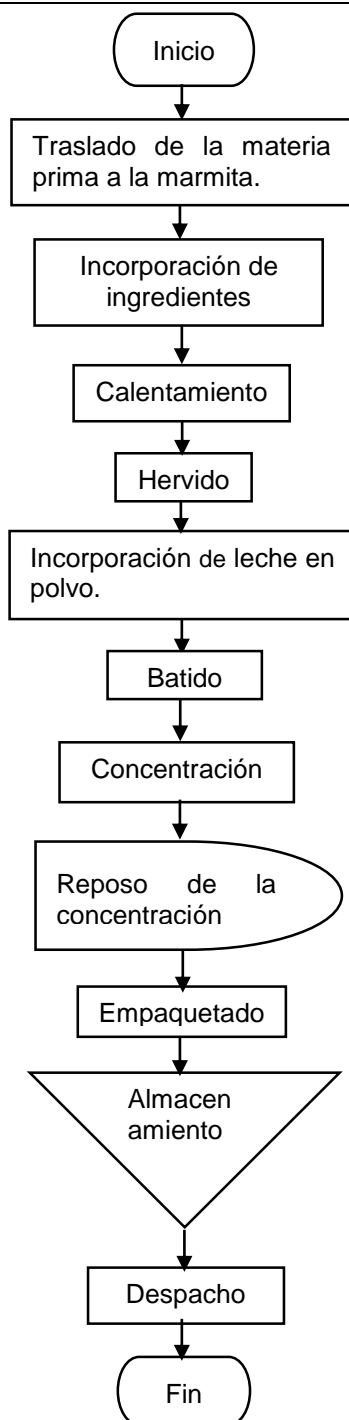 Inicio
Traslado de la materia
prima a la marmita.
Incorporación de
ingredientes
Calentamiento
Hervido
Incorporación de leche en
polvo.
Batido
Concentración
Reposo de la
concentración
Empaquetado
Almacen
amiento
Despacho
Fin